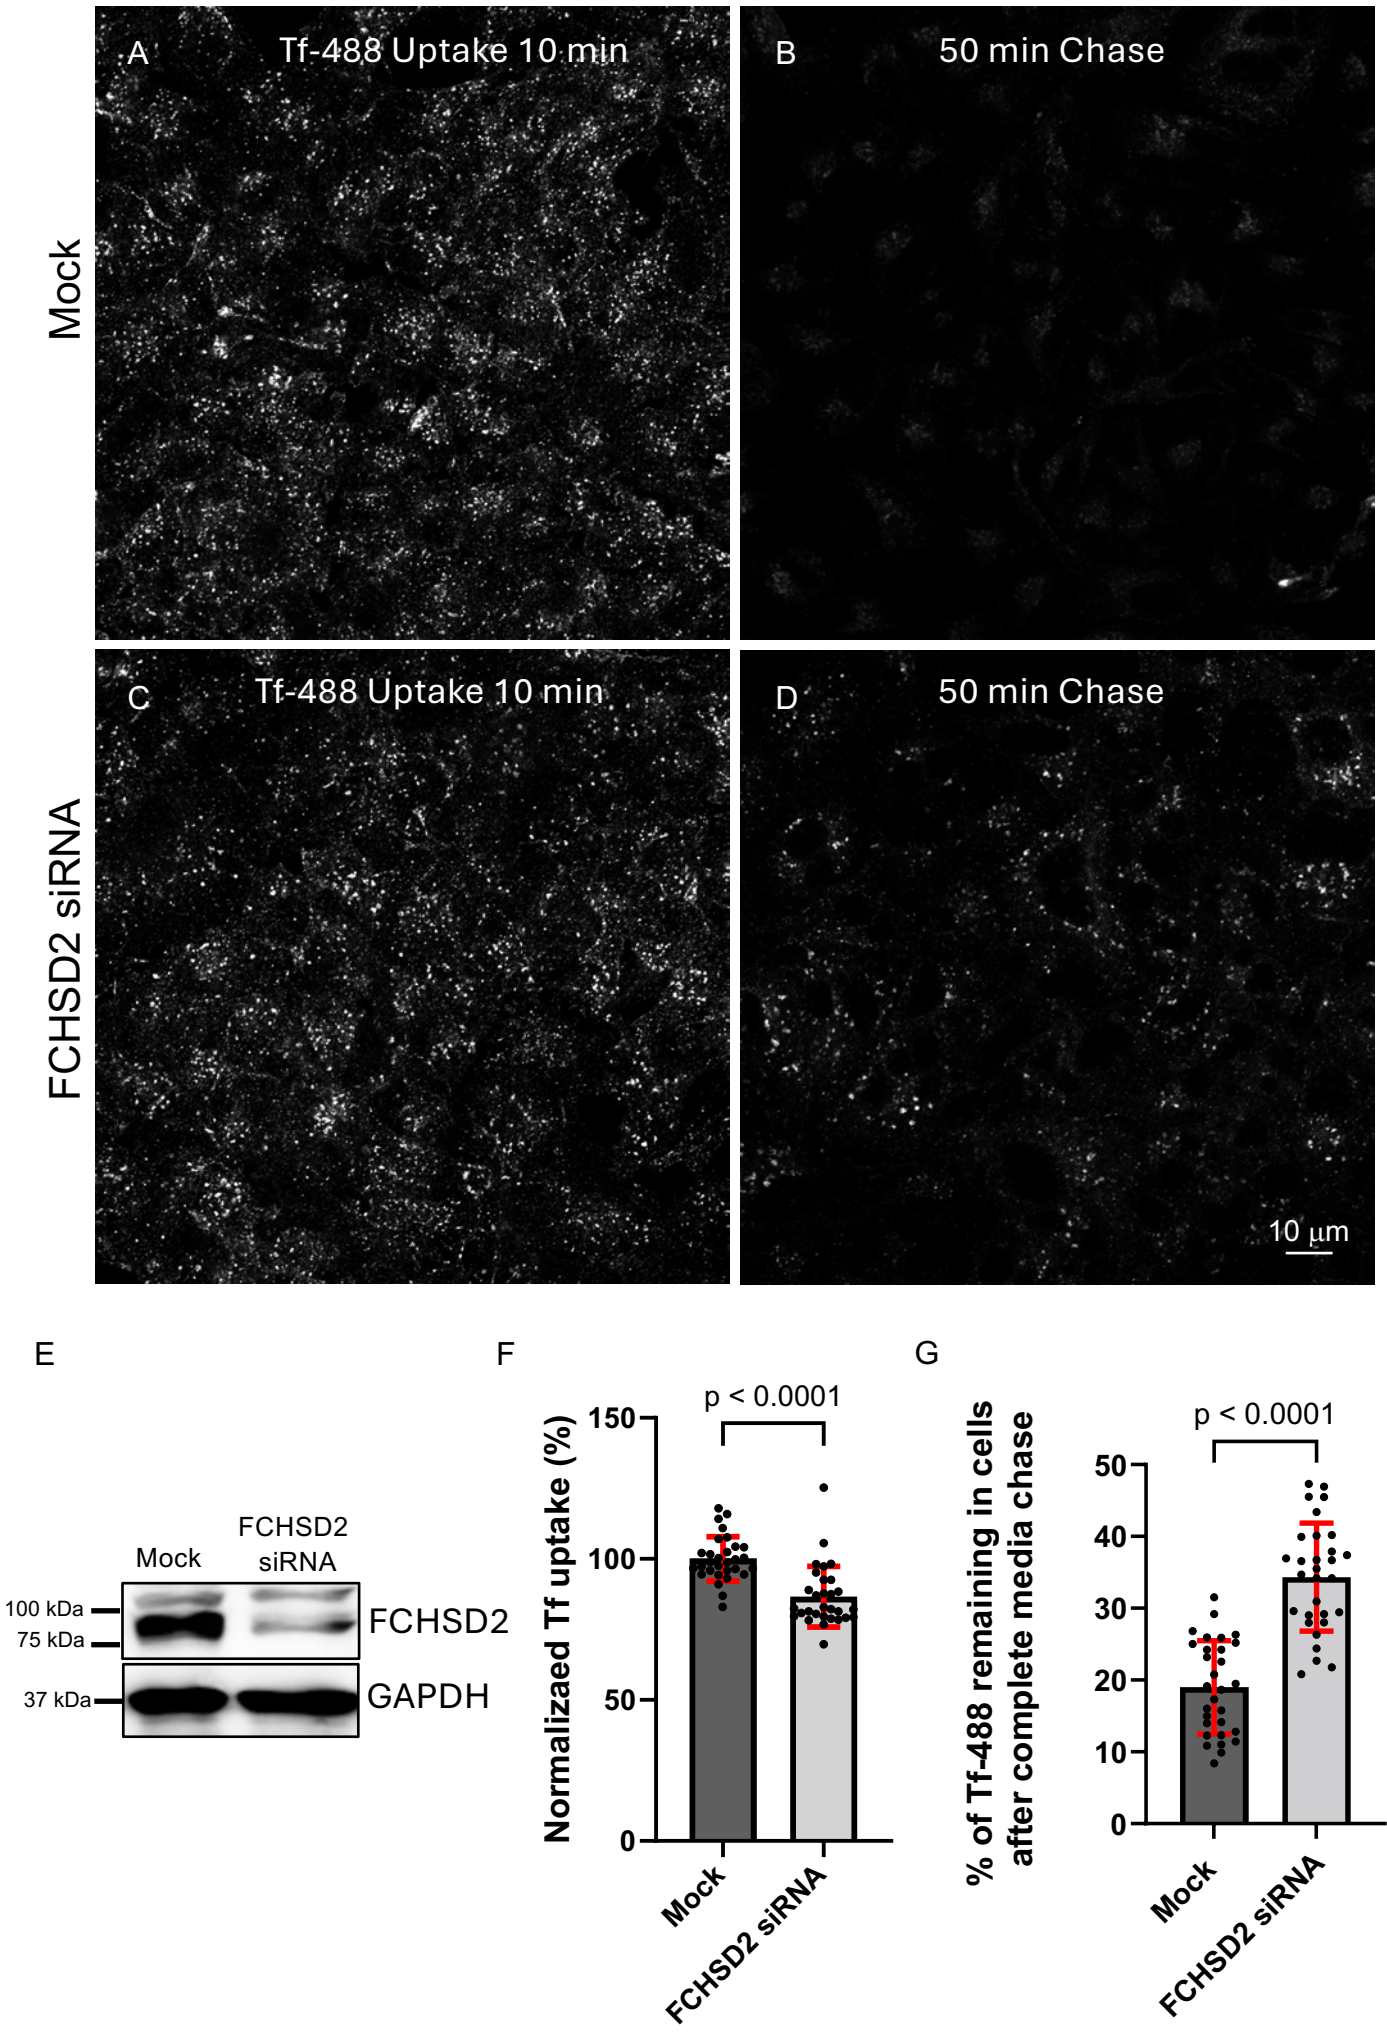 A
Tf-488 Uptake 10 min
B
50 min Chase
Mock
C
Tf-488 Uptake 10 min
D
50 min Chase
FCHSD2 siRNA
10 μm
E
Mock
FCHSD2
siRNA
100 kDa
75 kDa
37 kDa
FCHSD2
GAPDH
F
p < 0.0001
Normalizaed Tf uptake (%)
150
100
50
0
Mock
FCHSD2 siRNA
G
p < 0.0001
% of Tf-488 remaining in cells
after complete media chase
50
40
30
20
10
0
Mock
FCHSD2 siRNA